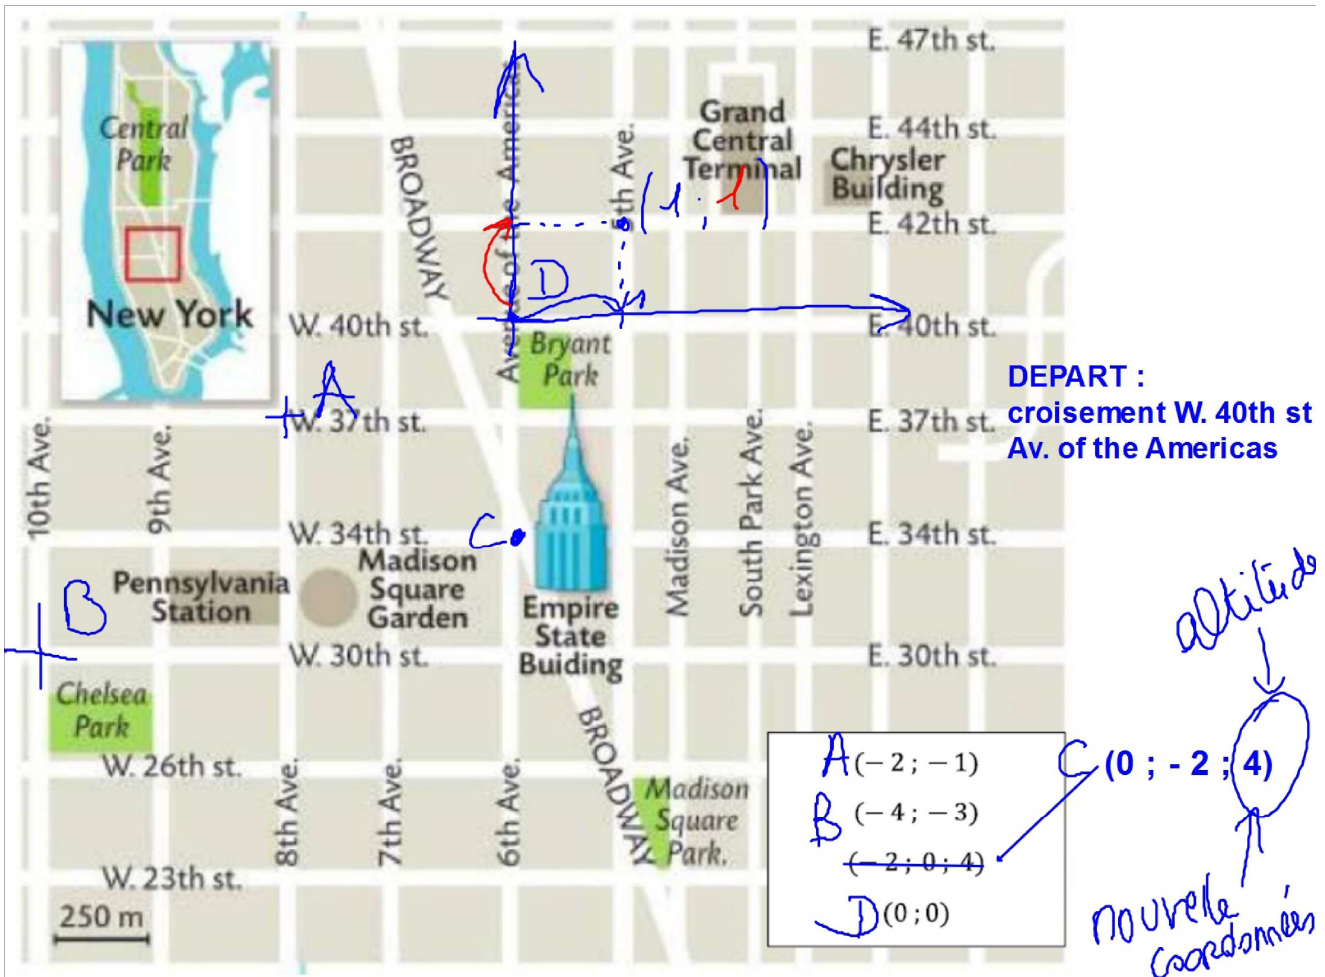 E. 47th st.
Central
Park
New York
BROADWAY
Avenue of the Americas
5th Ave.
Grand
Central
Terminal
E. 44th st.
Chrysler
Building
(1 ; 1)
E. 42th st.
D
1
W. 40th st.
E. 40th st.
Bryant
Park
A
W. 37th st.
E. 37th st.
DEPART :
croisement W. 40th st
Av. of the Americas
10th Ave.
9th Ave.
Madison Ave.
South Park Ave.
Lexington Ave.
C
W. 34th st.
E. 34th st.
Pennsylvania
Station
Madison
Square
Garden
Empire
State
Buiding
B
W. 30th st.
E. 30th st.
altitude
Chelsea
Park
BROADWAY
W. 26th st.
8th Ave.
7th Ave.
6th Ave.
BROADWAY
Madison
Square
Park.
W. 23th st.
250 m
A (− 2 ; − 1)
B (− 4 ; − 3)
(− 2 ; 0 ; 4)
D (0 ; 0)
C (0 ; - 2 ; 4)
nouvelle
coordonnées